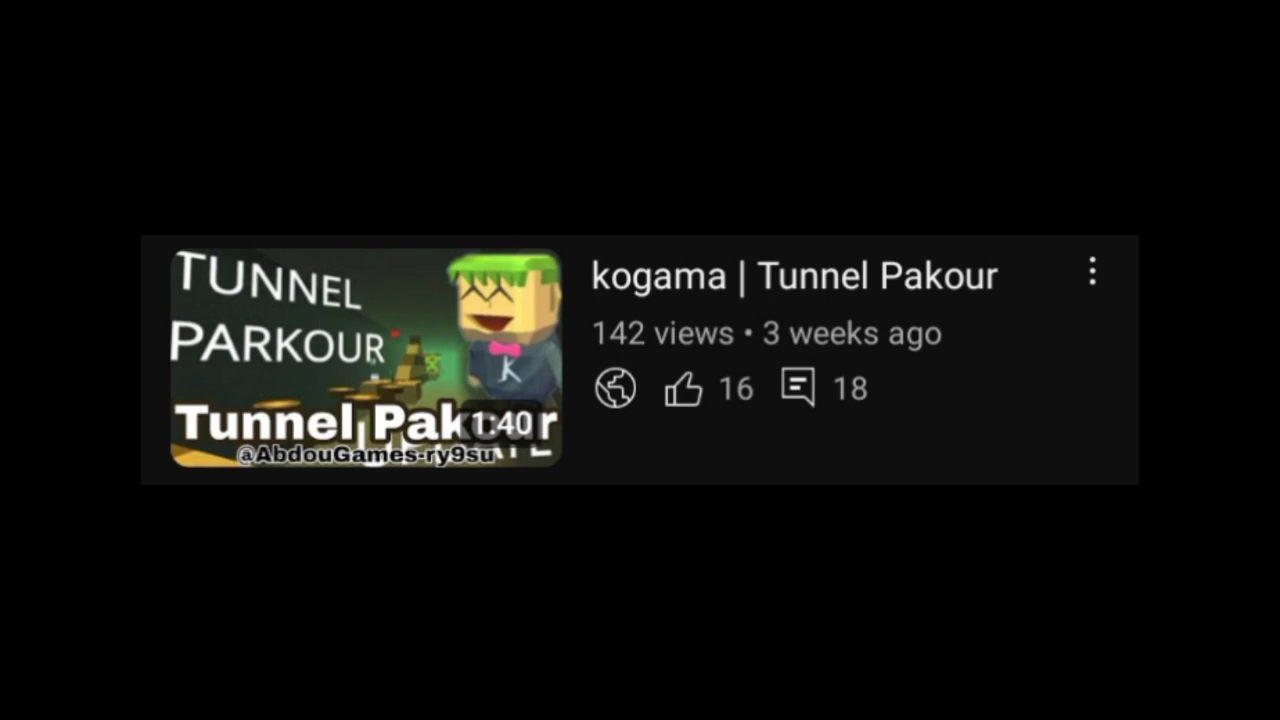 TUNNEL
PARKOUR
K
Tunnel Pak
1:40
r
@AbdouGames-ry9su
kogama | Tunnel Pakour
142 views • 3 weeks ago
16 18